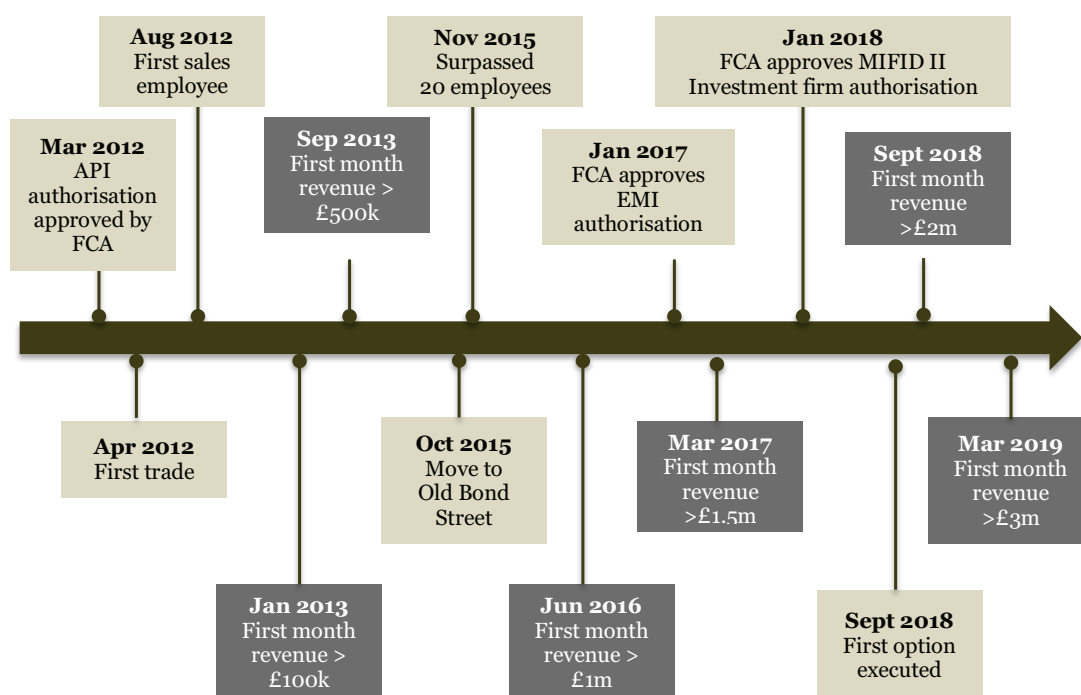 Aug 2012
First sales
employee
Nov 2015
Surpassed
20 employees
Jan 2018
FCA approves MIFID II
Investment firm authorisation
Mar 2012
API
authorisation
approved by
FCA
Sep 2013
First month
revenue >
£500k
Jan 2017
FCA approves
EMI
authorisation
Sept 2018
First month
revenue
>£2m
Apr 2012
First trade
Oct 2015
Move to
Old Bond
Street
Mar 2017
First month
revenue
>£1.5m
Mar 2019
First month
revenue
>£3m
Jan 2013
First month
revenue >
£100k
Jun 2016
First month
revenue >
£1m
Sept 2018
First option
executed